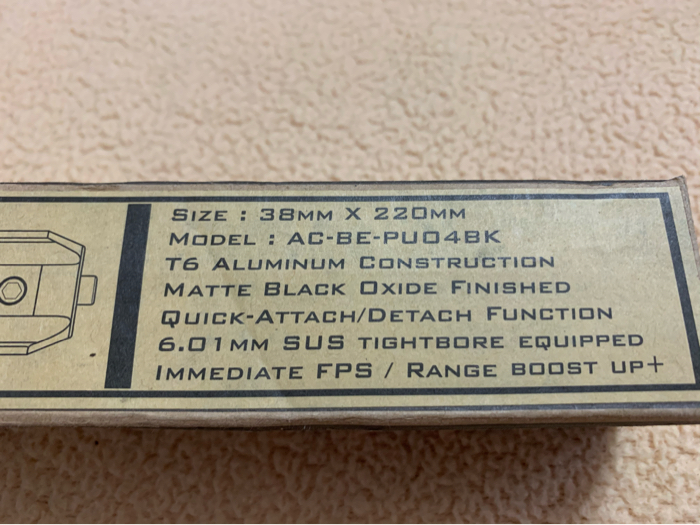 SIZE : 38MM X 220MM
MODEL : AC-BE-PU04BK
T6 ALUMINUM CONSTRUCTION
MATTE BLACK OXIDE FINISHED
QUICK-ATTACH/DETACH FUNCTION
6.01MM SUS TIGHTBORE EQUIPPED
IMMEDIATE FPS / RANGE BOOST UP+